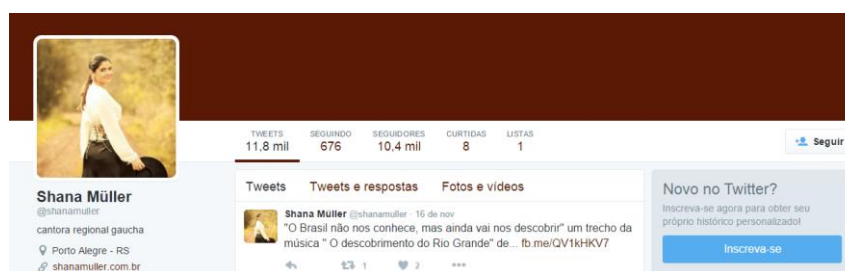 TWEETS SEGUINDO SEGUIDORES CURTIDAS LISTAS
11,8 mil 676 10,4 mil 8 1
Seguir
Shana Müller
@shanamuller
cantora regional gaucha
Porto Alegre - RS
shanamuller.com.br
Tweets Tweets e respostas Fotos e vídeos
Shana Müller @shanamuller · 16 de nov
"O Brasil não nos conhece, mas ainda vai nos descobrir" um trecho da
música " O descobrimento do Rio Grande" de... fb.me/QV1kHKV7
1 2
Novo no Twitter?
Inscreva-se agora para obter seu
próprio histórico personalizado!
Inscreva-se